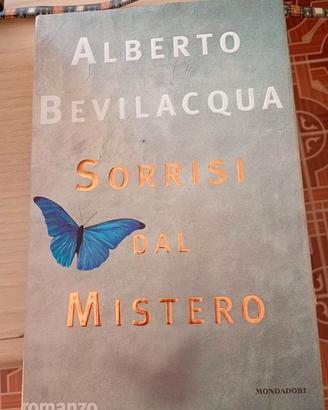 ALBERTO
BEVILACQUA
SORRISI
DAL
MISTERO
MONDADORI
romanzo